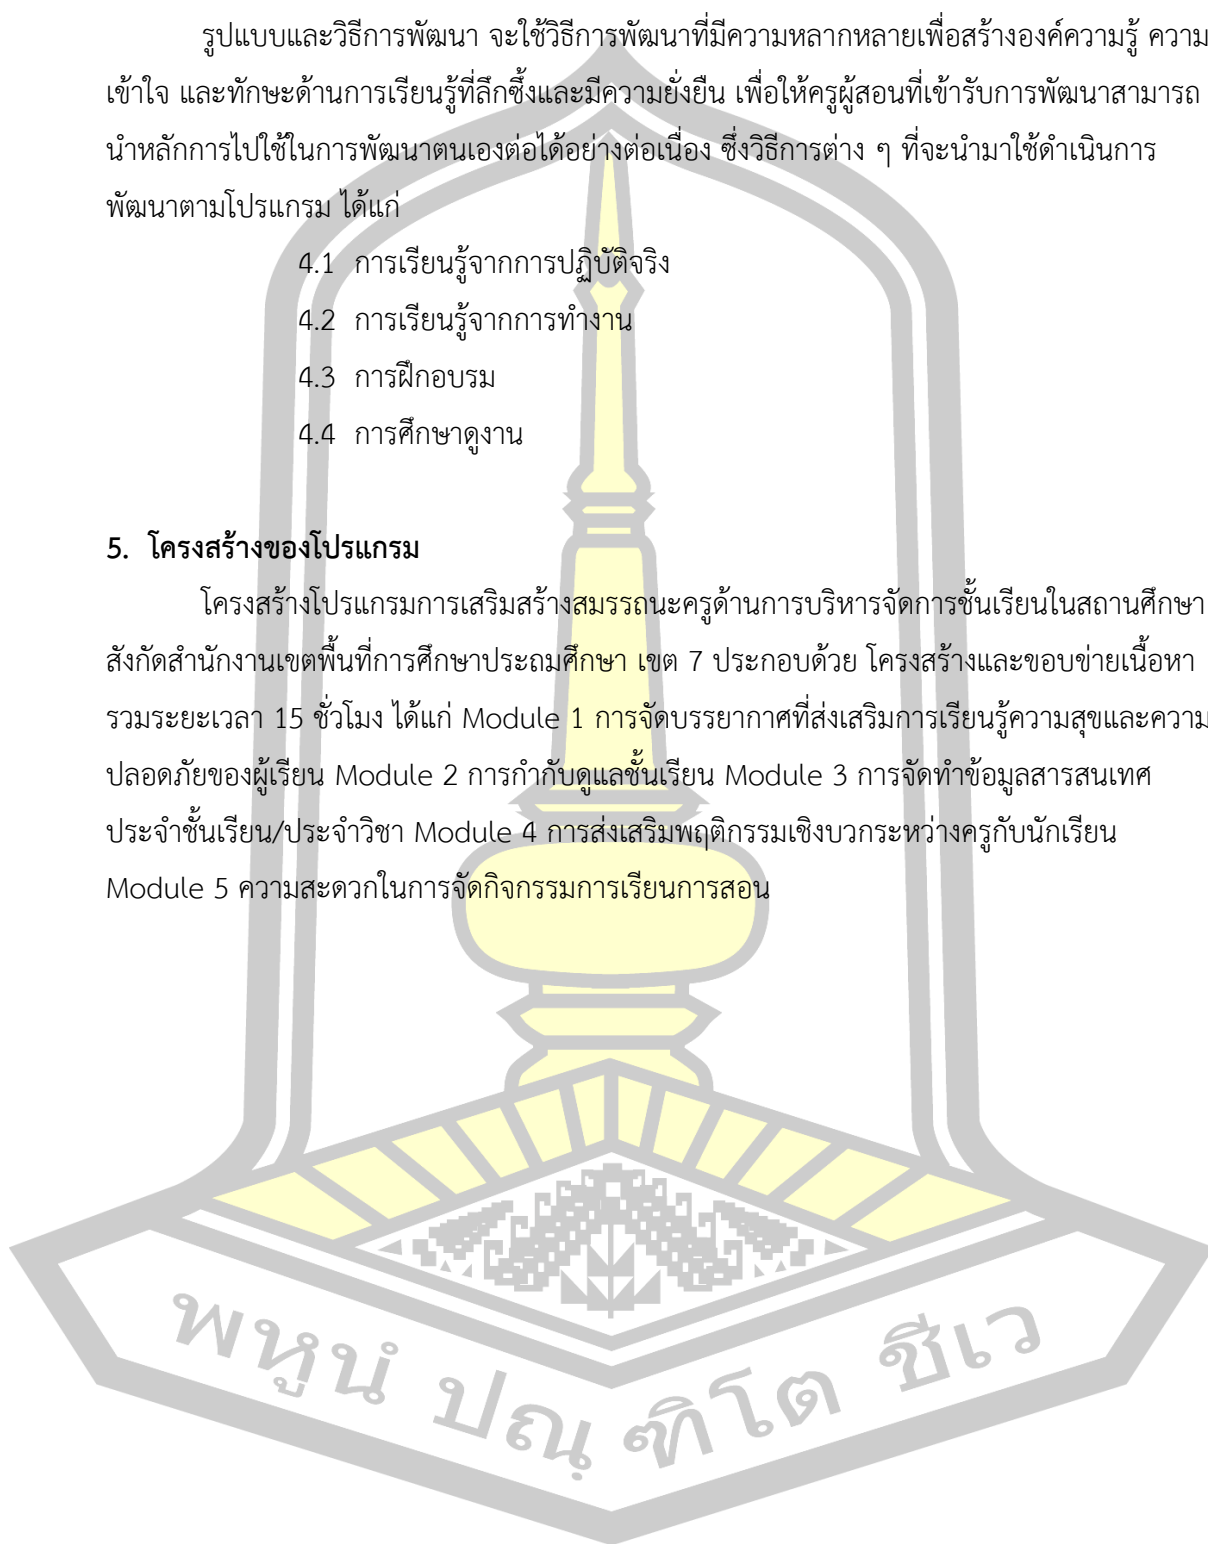 รูปแบบและวิธีการพัฒนา จะใช้วิธีการพัฒนาที่มีความหลากหลายเพื่อสร้างองค์ความรู้ ความ
เข้าใจ และทักษะด้านการเรียนรู้ที่ลึกซึ้งและมีความยั่งยืน เพื่อให้ครูผู้สอนที่เข้ารับการพัฒนาสามารถ
นำหลักการไปใช้ในการพัฒนาตนเองต่อได้อย่างต่อเนื่อง ซึ่งวิธีการต่าง ๆ ที่จะนำมาใช้ดำเนินการ
พัฒนาตามโปรแกรม ได้แก่
4.1 การเรียนรู้จากการปฏิบัติจริง
4.2 การเรียนรู้จากการทำงาน
4.3 การฝึกอบรม
4.4 การศึกษาดูงาน
5. โครงสร้างของโปรแกรม
โครงสร้างโปรแกรมการเสริมสร้างสมรรถนะครูด้านการบริหารจัดการชั้นเรียนในสถานศึกษา
สังกัดสำนักงานเขตพื้นที่การศึกษาประถมศึกษา เขต 7 ประกอบด้วย โครงสร้างและขอบข่ายเนื้อหา
รวมระยะเวลา 15 ชั่วโมง ได้แก่ Module 1 การจัดบรรยากาศที่ส่งเสริมการเรียนรู้ความสุขและความ
ปลอดภัยของผู้เรียน Module 2 การกำกับดูแลชั้นเรียน Module 3 การจัดทำข้อมูลสารสนเทศ
ประจำชั้นเรียน/ประจำวิชา Module 4 การส่งเสริมพฤติกรรมเชิงบวกระหว่างครูกับนักเรียน
Module 5 ความสะดวกในการจัดกิจกรรมการเรียนการสอน
พหูนํ ปณฺ ฑิโต ชีเว